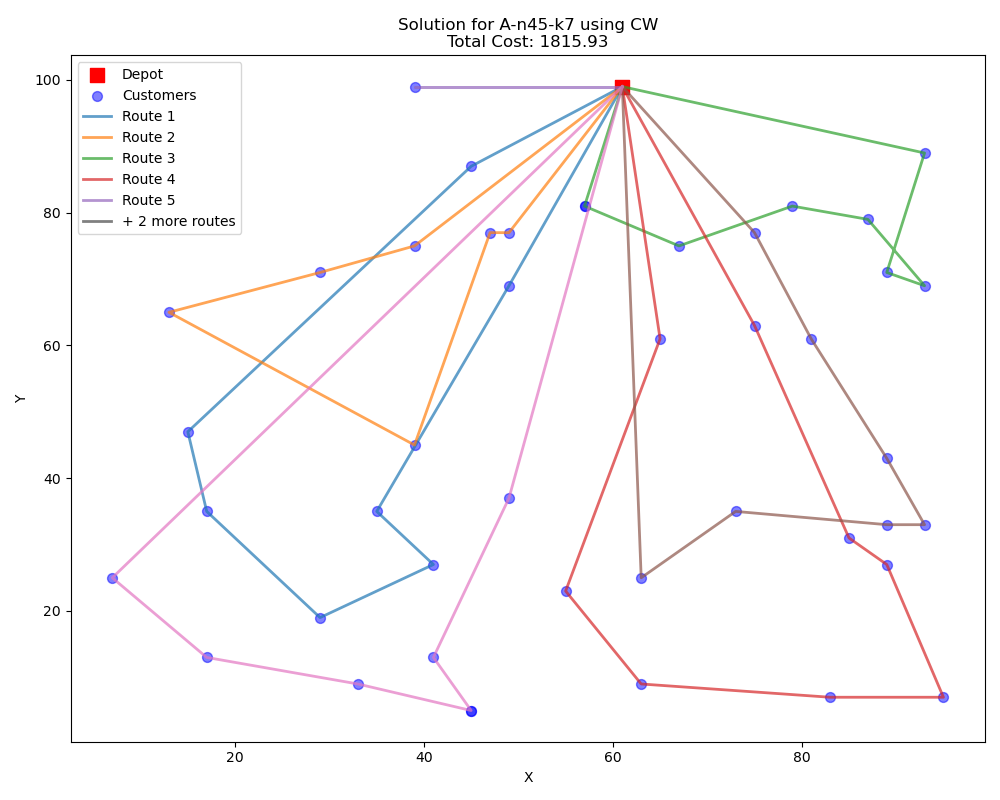 Solution for A-n45-k7 using CW
Total Cost: 1815.93
Depot
Customers
Route 1
Route 2
Route 3
Route 4
Route 5
+ 2 more routes
100
80
60
40
20
Y
20
40
60
80
X